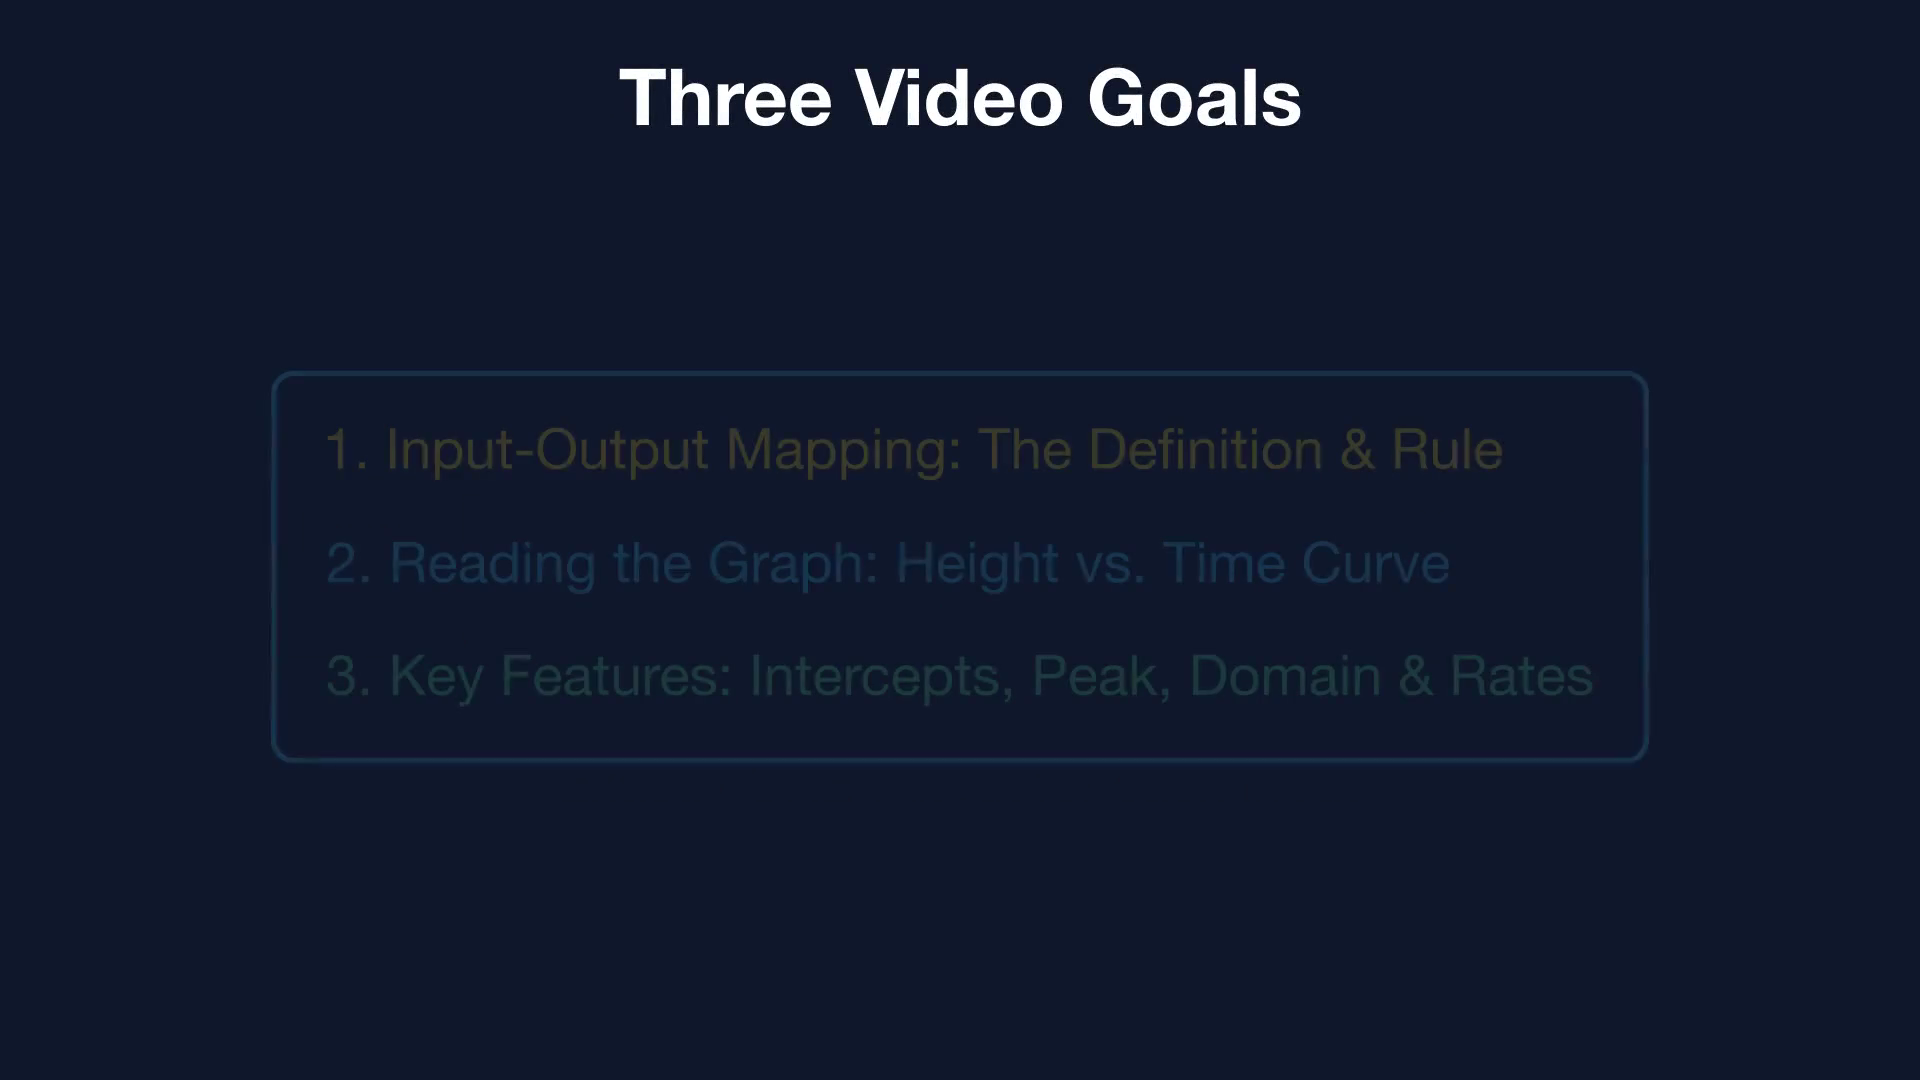 Three Video Goals
1. Input-Output Mapping: The Definition & Rule
2. Reading the Graph: Height vs. Time Curve
3. Key Features: Intercepts, Peak, Domain & Rates